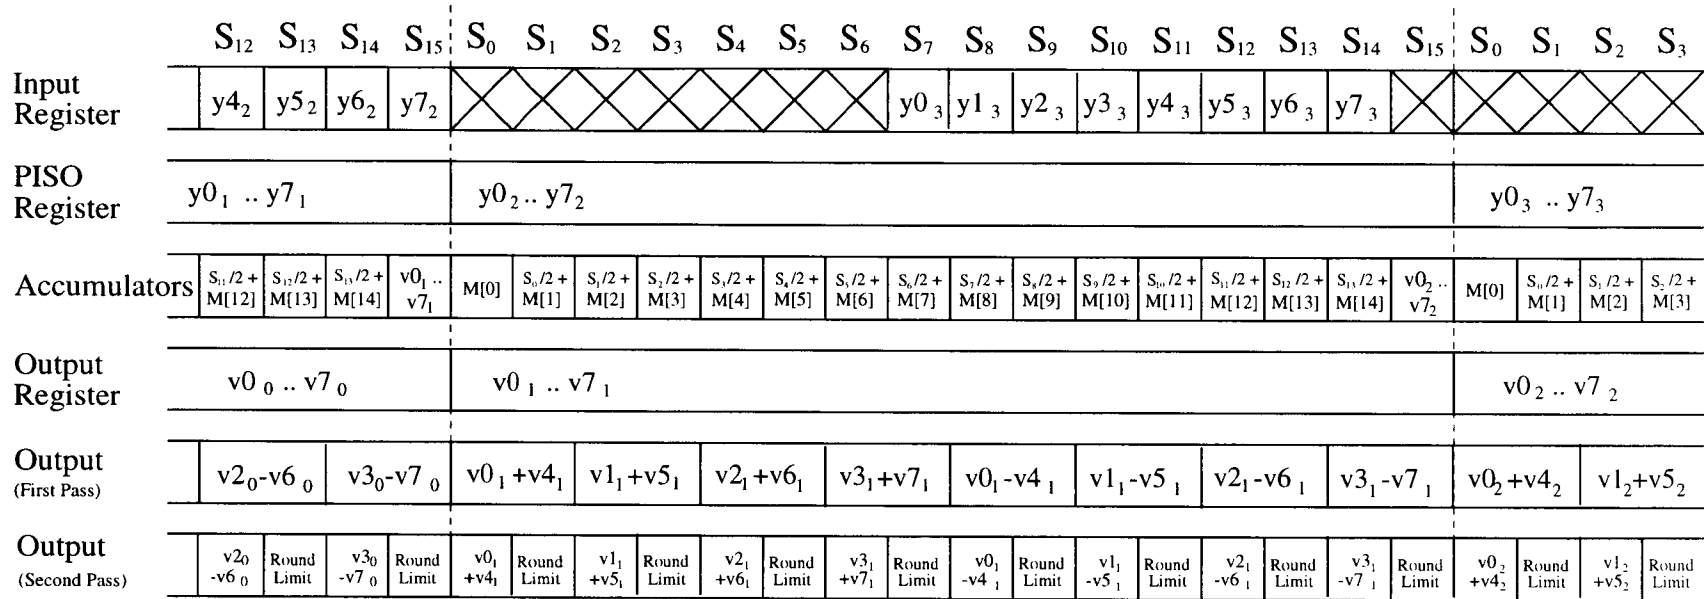 S12 S13 S14 S15 S0 S1 S2 S3 S4 S5 S6 S7 S8 S9 S10 S11 S12 S13 S14 S15 S0 S1 S2 S3
Input
Register
y4₂ y5₂ y6₂ y7₂ y0₃ y1₃ y2₃ y3₃ y4₃ y5₃ y6₃ y7₃
PISO
Register
y0₁ .. y7₁ y0₂ .. y7₂ y0₃ .. y7₃
Accumulators
S₁₁/2 + S₁₂/2 + S₁₃/2 + v0₁ .. M[0] S₀/2 + S₁/2 + S₂/2 + S₃/2 + S₄/2 + S₅/2 + S₆/2 + S₇/2 + S₈/2 + S₉/2 + S₁₀/2 + S₁₁/2 + S₁₂/2 + S₁₃/2 + v0₂ .. M[0] S₀/2 + S₁/2 + S₂/2 +
M[12] M[13] M[14] v7₁ M[1] M[2] M[3] M[4] M[5] M[6] M[7] M[8] M[9] M[10] M[11] M[12] M[13] M[14] v7₂ M[1] M[2] M[3]
Output
Register
v0₀ .. v7₀ v0₁ .. v7₁ v0₂ .. v7₂
Output
(First Pass)
v2₀-v6₀ v3₀-v7₀ v0₁+v4₁ v1₁+v5₁ v2₁+v6₁ v3₁+v7₁ v0₁-v4₁ v1₁-v5₁ v2₁-v6₁ v3₁-v7₁ v0₂+v4₂ v1₂+v5₂
Output
(Second Pass)
v2₀ Round v3₀ Round v0₁ Round v1₁ Round v2₁ Round v3₁ Round v0₁ Round v1₁ Round v2₁ Round v3₁ Round v0₂ Round v1₂ Round
-v6₀ Limit -v7₀ Limit +v4₁ Limit +v5₁ Limit +v6₁ Limit +v7₁ Limit -v4₁ Limit -v5₁ Limit -v6₁ Limit -v7₁ Limit +v4₂ Limit +v5₂ Limit